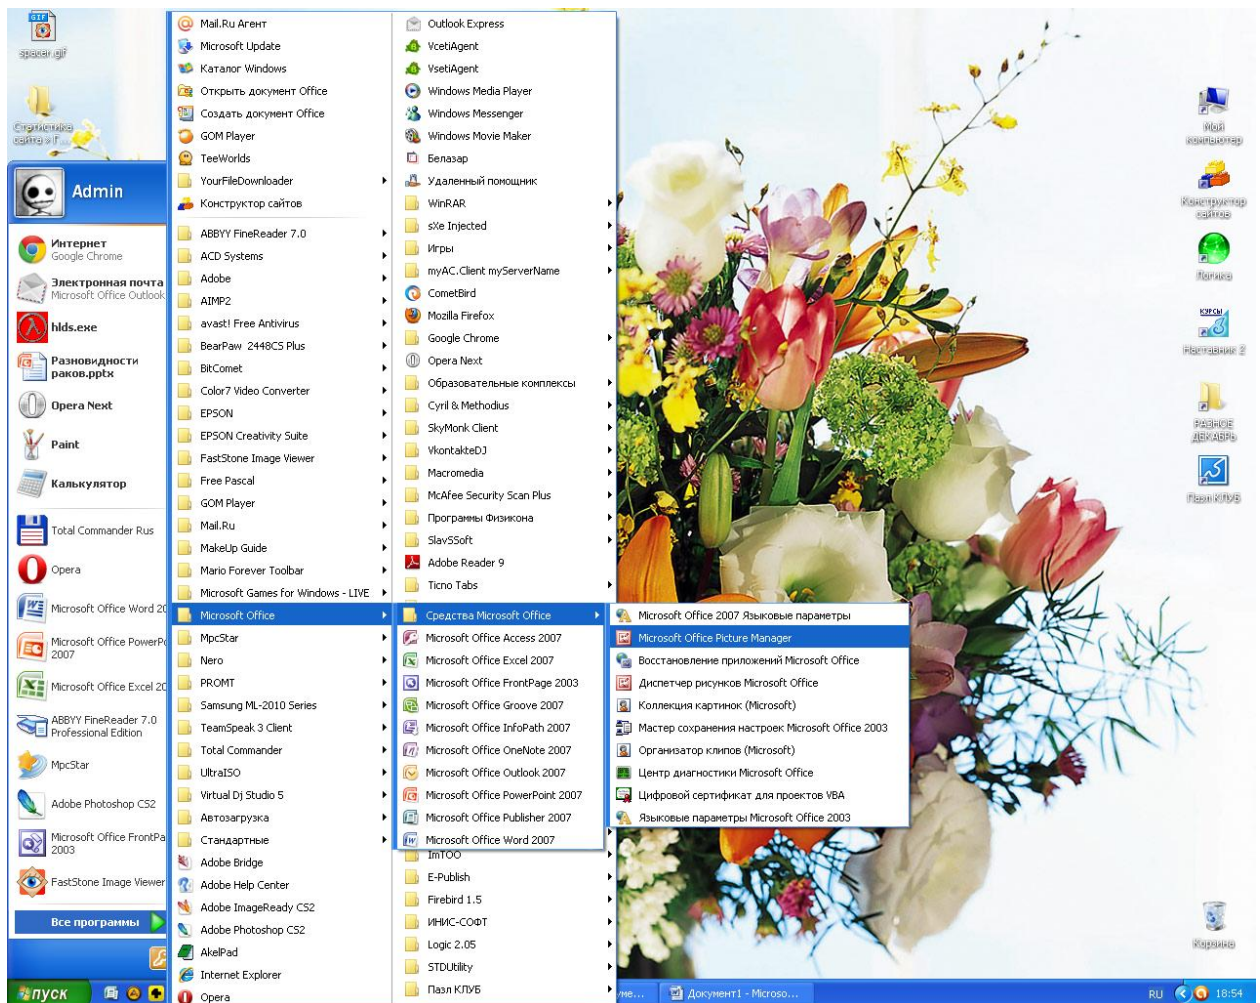 spacer.gif
Статистика
сайта » Г...
Admin
Интернет
Google Chrome
Электронная почта
Microsoft Office Outlook
hlds.exe
Разновидности
раков.pptx
Opera Next
Paint
Калькулятор
Total Commander Rus
Opera
Microsoft Office Word 20
Microsoft Office PowerPo
2007
Microsoft Office Excel 20
ABBYY FineReader 7.0
Professional Edition
MpcStar
Adobe Photoshop CS2
Microsoft Office FrontPa
2003
FastStone Image Viewer
Все программы
пуск
Mail.Ru Агент
Microsoft Update
Каталог Windows
Открыть документ Office
Создать документ Office
GOM Player
TeeWorlds
YourFileDownloader
Конструктор сайтов
ABBYY FineReader 7.0
ACD Systems
Adobe
AIMP2
avast! Free Antivirus
BearPaw 2448CS Plus
BitComet
Color7 Video Converter
EPSON
EPSON Creativity Suite
FastStone Image Viewer
Free Pascal
GOM Player
Mail.Ru
MakeUp Guide
Mario Forever Toolbar
Microsoft Games for Windows - LIVE
Microsoft Office
MpcStar
Nero
PROMT
Samsung ML-2010 Series
TeamSpeak 3 Client
Total Commander
UltraISO
Virtual Dj Studio 5
Автозагрузка
Стандартные
Adobe Bridge
Adobe Help Center
Adobe ImageReady CS2
Adobe Photoshop CS2
AkelPad
Internet Explorer
Opera
Outlook Express
VcetiAgent
VsetiAgent
Windows Media Player
Windows Messenger
Windows Movie Maker
Белазар
Удаленный помощник
WinRAR
sXe Injected
Игры
myAC.Client myServerName
CometBird
Mozilla Firefox
Google Chrome
Opera Next
Образовательные комплексы
Cyril & Methodius
SkyMonk Client
VkontakteDJ
Macromedia
McAfee Security Scan Plus
Программы Физикона
SlavSSoft
Adobe Reader 9
Ticno Tabs
Средства Microsoft Office
Microsoft Office Access 2007
Microsoft Office Excel 2007
Microsoft Office FrontPage 2003
Microsoft Office Groove 2007
Microsoft Office InfoPath 2007
Microsoft Office OneNote 2007
Microsoft Office Outlook 2007
Microsoft Office PowerPoint 2007
Microsoft Office Publisher 2007
Microsoft Office Word 2007
ImTOO
E-Publish
Firebird 1.5
ИНИС-СОФТ
Logic 2.05
STDUtility
Пазл КЛУБ
Microsoft Office 2007 Языковые параметры
Microsoft Office Picture Manager
Восстановление приложений Microsoft Office
Диспетчер рисунков Microsoft Office
Коллекция картинок (Microsoft)
Мастер сохранения настроек Microsoft Office 2003
Организатор клипов (Microsoft)
Центр диагностики Microsoft Office
Цифровой сертификат для проектов VBA
Языковые параметры Microsoft Office 2003
Мой
компьютер
Конструктор
сайтов
Логика
КУРСЫ
Наставник 2
РАЗНОЕ
ДЕКАБРЬ
Пазл КЛУБ
Корзина
Документ1 - Microso...
RU
18:54